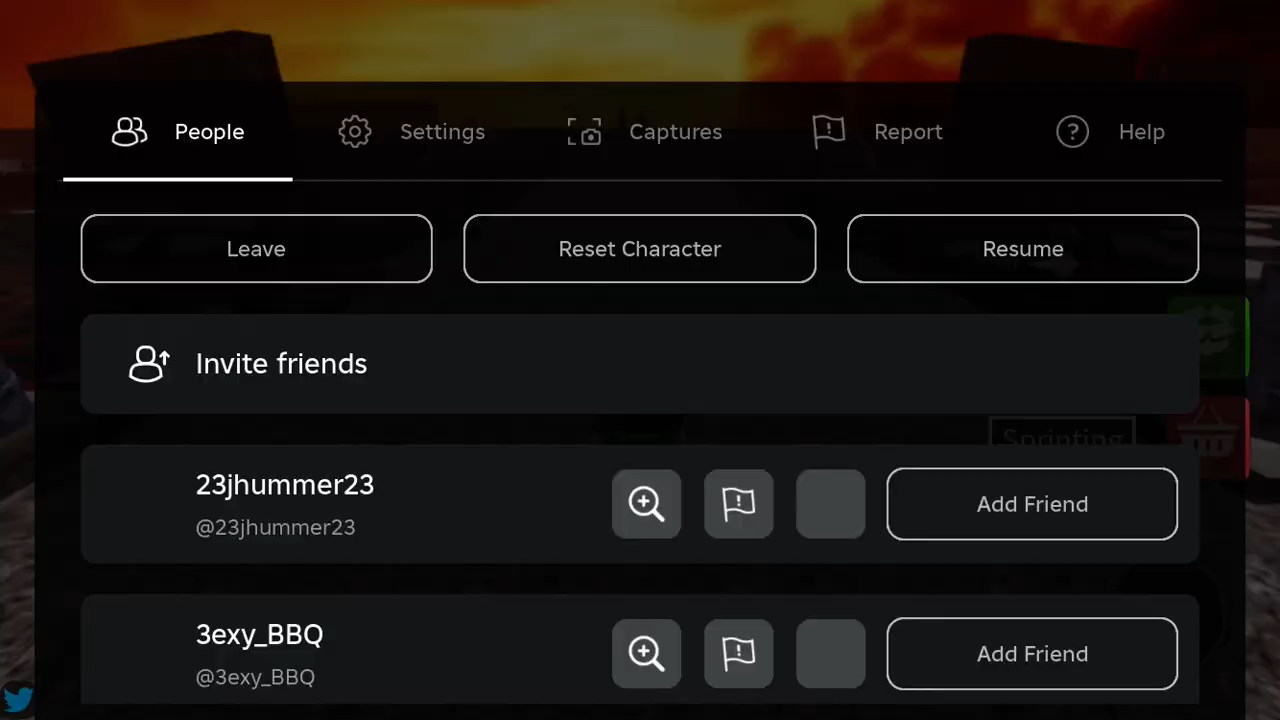 People
Settings
Captures
Report
Help
Leave
Reset Character
Resume
Invite friends
Sprinting
23jhummer23
@23jhummer23
Add Friend
3exy_BBQ
@3exy_BBQ
Add Friend